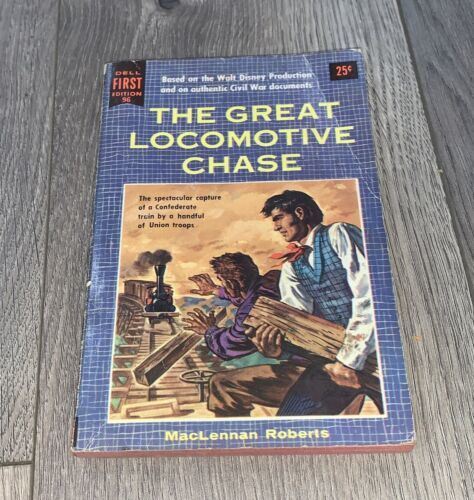 DELL
FIRST
EDITION
96
Based on the Walt Disney Production
and on authentic Civil War documents
25¢
THE GREAT
LOCOMOTIVE
CHASE
The spectacular capture
of a Confederate
train by a handful
of Union troops.
MacLennan Roberts